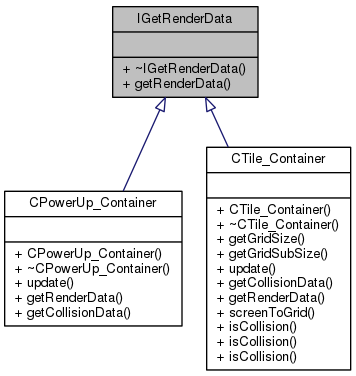 IGetRenderData
+ ~IGetRenderData()
+ getRenderData()
CPowerUp_Container
+ CPowerUp_Container()
+ ~CPowerUp_Container()
+ update()
+ getRenderData()
+ getCollisionData()
CTile_Container
+ CTile_Container()
+ ~CTile_Container()
+ getGridSize()
+ getGridSubSize()
+ update()
+ getCollisionData()
+ getRenderData()
+ screenToGrid()
+ isCollision()
+ isCollision()
+ isCollision()